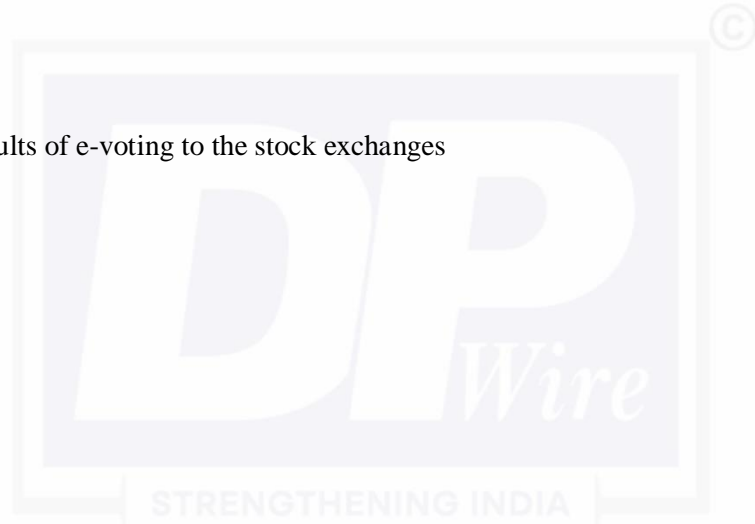 ©
ults of e-voting to the stock exchanges
DP
Wire
STRENGTHENING INDIA